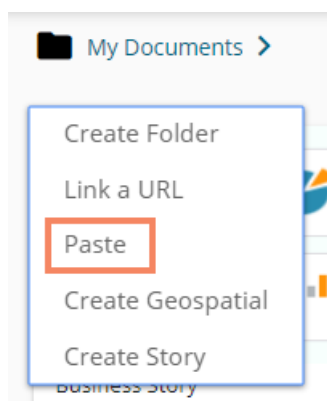 My Documents >
Create Folder
Link a URL
Paste
Create Geospatial
Create Story
Business Story